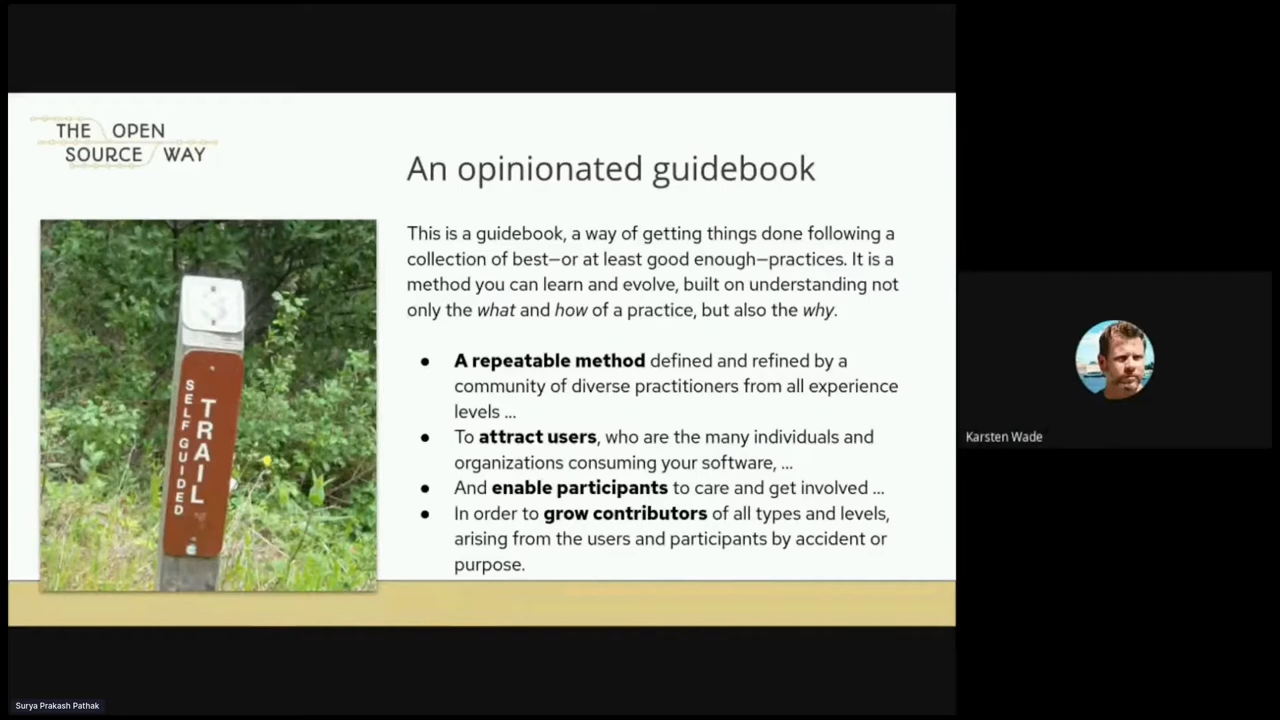 THE OPEN
SOURCE WAY
An opinionated guidebook
This is a guidebook, a way of getting things done following a
collection of best—or at least good enough—practices. It is a
method you can learn and evolve, built on understanding not
only the what and how of a practice, but also the why.
● A repeatable method defined and refined by a
community of diverse practitioners from all experience
levels ...
● To attract users, who are the many individuals and
organizations consuming your software, ...
● And enable participants to care and get involved ...
● In order to grow contributors of all types and levels,
arising from the users and participants by accident or
purpose.
SELF GUIDED
TRAIL
Karsten Wade
Surya Prakash Pathak